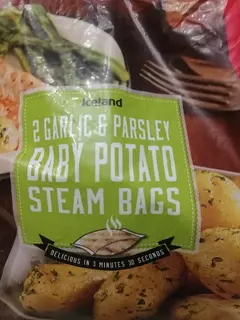 Iceland
2 GARLIC & PARSLEY
BABY POTATO
STEAM BAGS
DELICIOUS IN 3 MINUTES 30 SECONDS